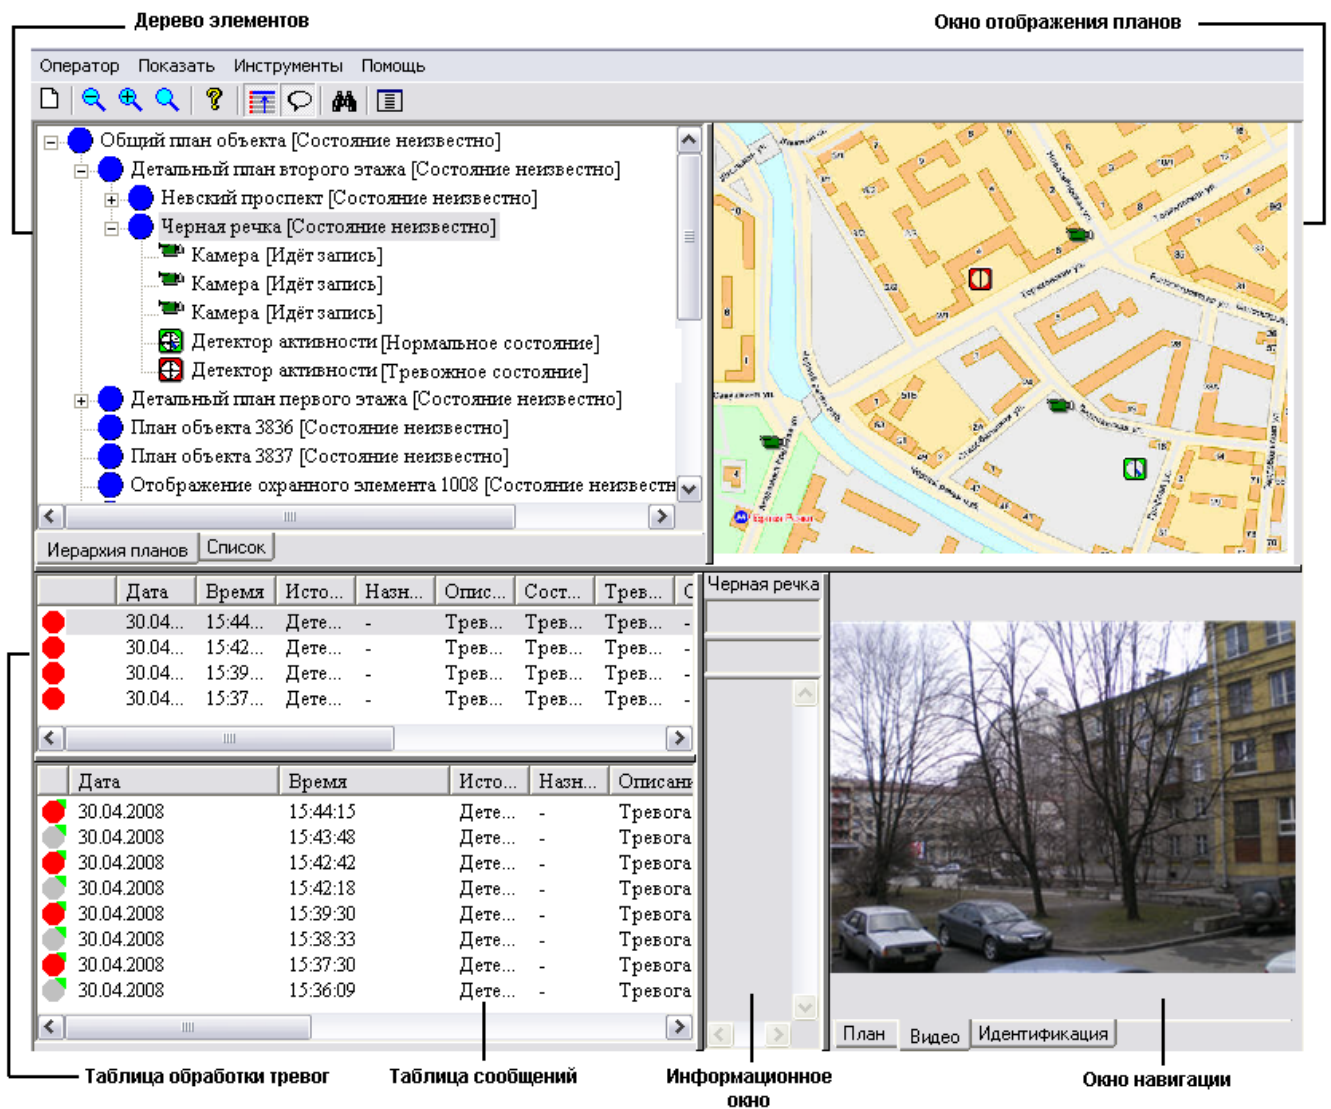 Дерево элементов
Окно отображения планов
Оператор Показать Инструменты Помощь
Общий план объекта [Состояние неизвестно]
Детальный план второго этажа [Состояние неизвестно]
Невский проспект [Состояние неизвестно]
Черная речка [Состояние неизвестно]
Камера [Идёт запись]
Камера [Идёт запись]
Камера [Идёт запись]
Детектор активности [Нормальное состояние]
Детектор активности [Тревожное состояние]
Детальный план первого этажа [Состояние неизвестно]
План объекта 3836 [Состояние неизвестно]
План объекта 3837 [Состояние неизвестно]
Отображение охранного элемента 1008 [Состояние неизвестн
Иерархия планов Список
Дата Время Исто... Назн... Опис... Сост... Трев... С
30.04... 15:44... Дете... - Трев... Трев... Трев... -
30.04... 15:42... Дете... - Трев... Трев... Трев... -
30.04... 15:39... Дете... - Трев... Трев... Трев... -
30.04... 15:37... Дете... - Трев... Трев... Трев... -
Черная речка
Дата Время Исто... Назн... Описани
30.04.2008 15:44:15 Дете... - Тревога
30.04.2008 15:43:48 Дете... - Тревога
30.04.2008 15:42:42 Дете... - Тревога
30.04.2008 15:42:18 Дете... - Тревога
30.04.2008 15:39:30 Дете... - Тревога
30.04.2008 15:38:33 Дете... - Тревога
30.04.2008 15:37:30 Дете... - Тревога
30.04.2008 15:36:09 Дете... - Тревога
План Видео Идентификация
Таблица обработки тревог
Таблица сообщений
Информационное
окно
Окно навигации